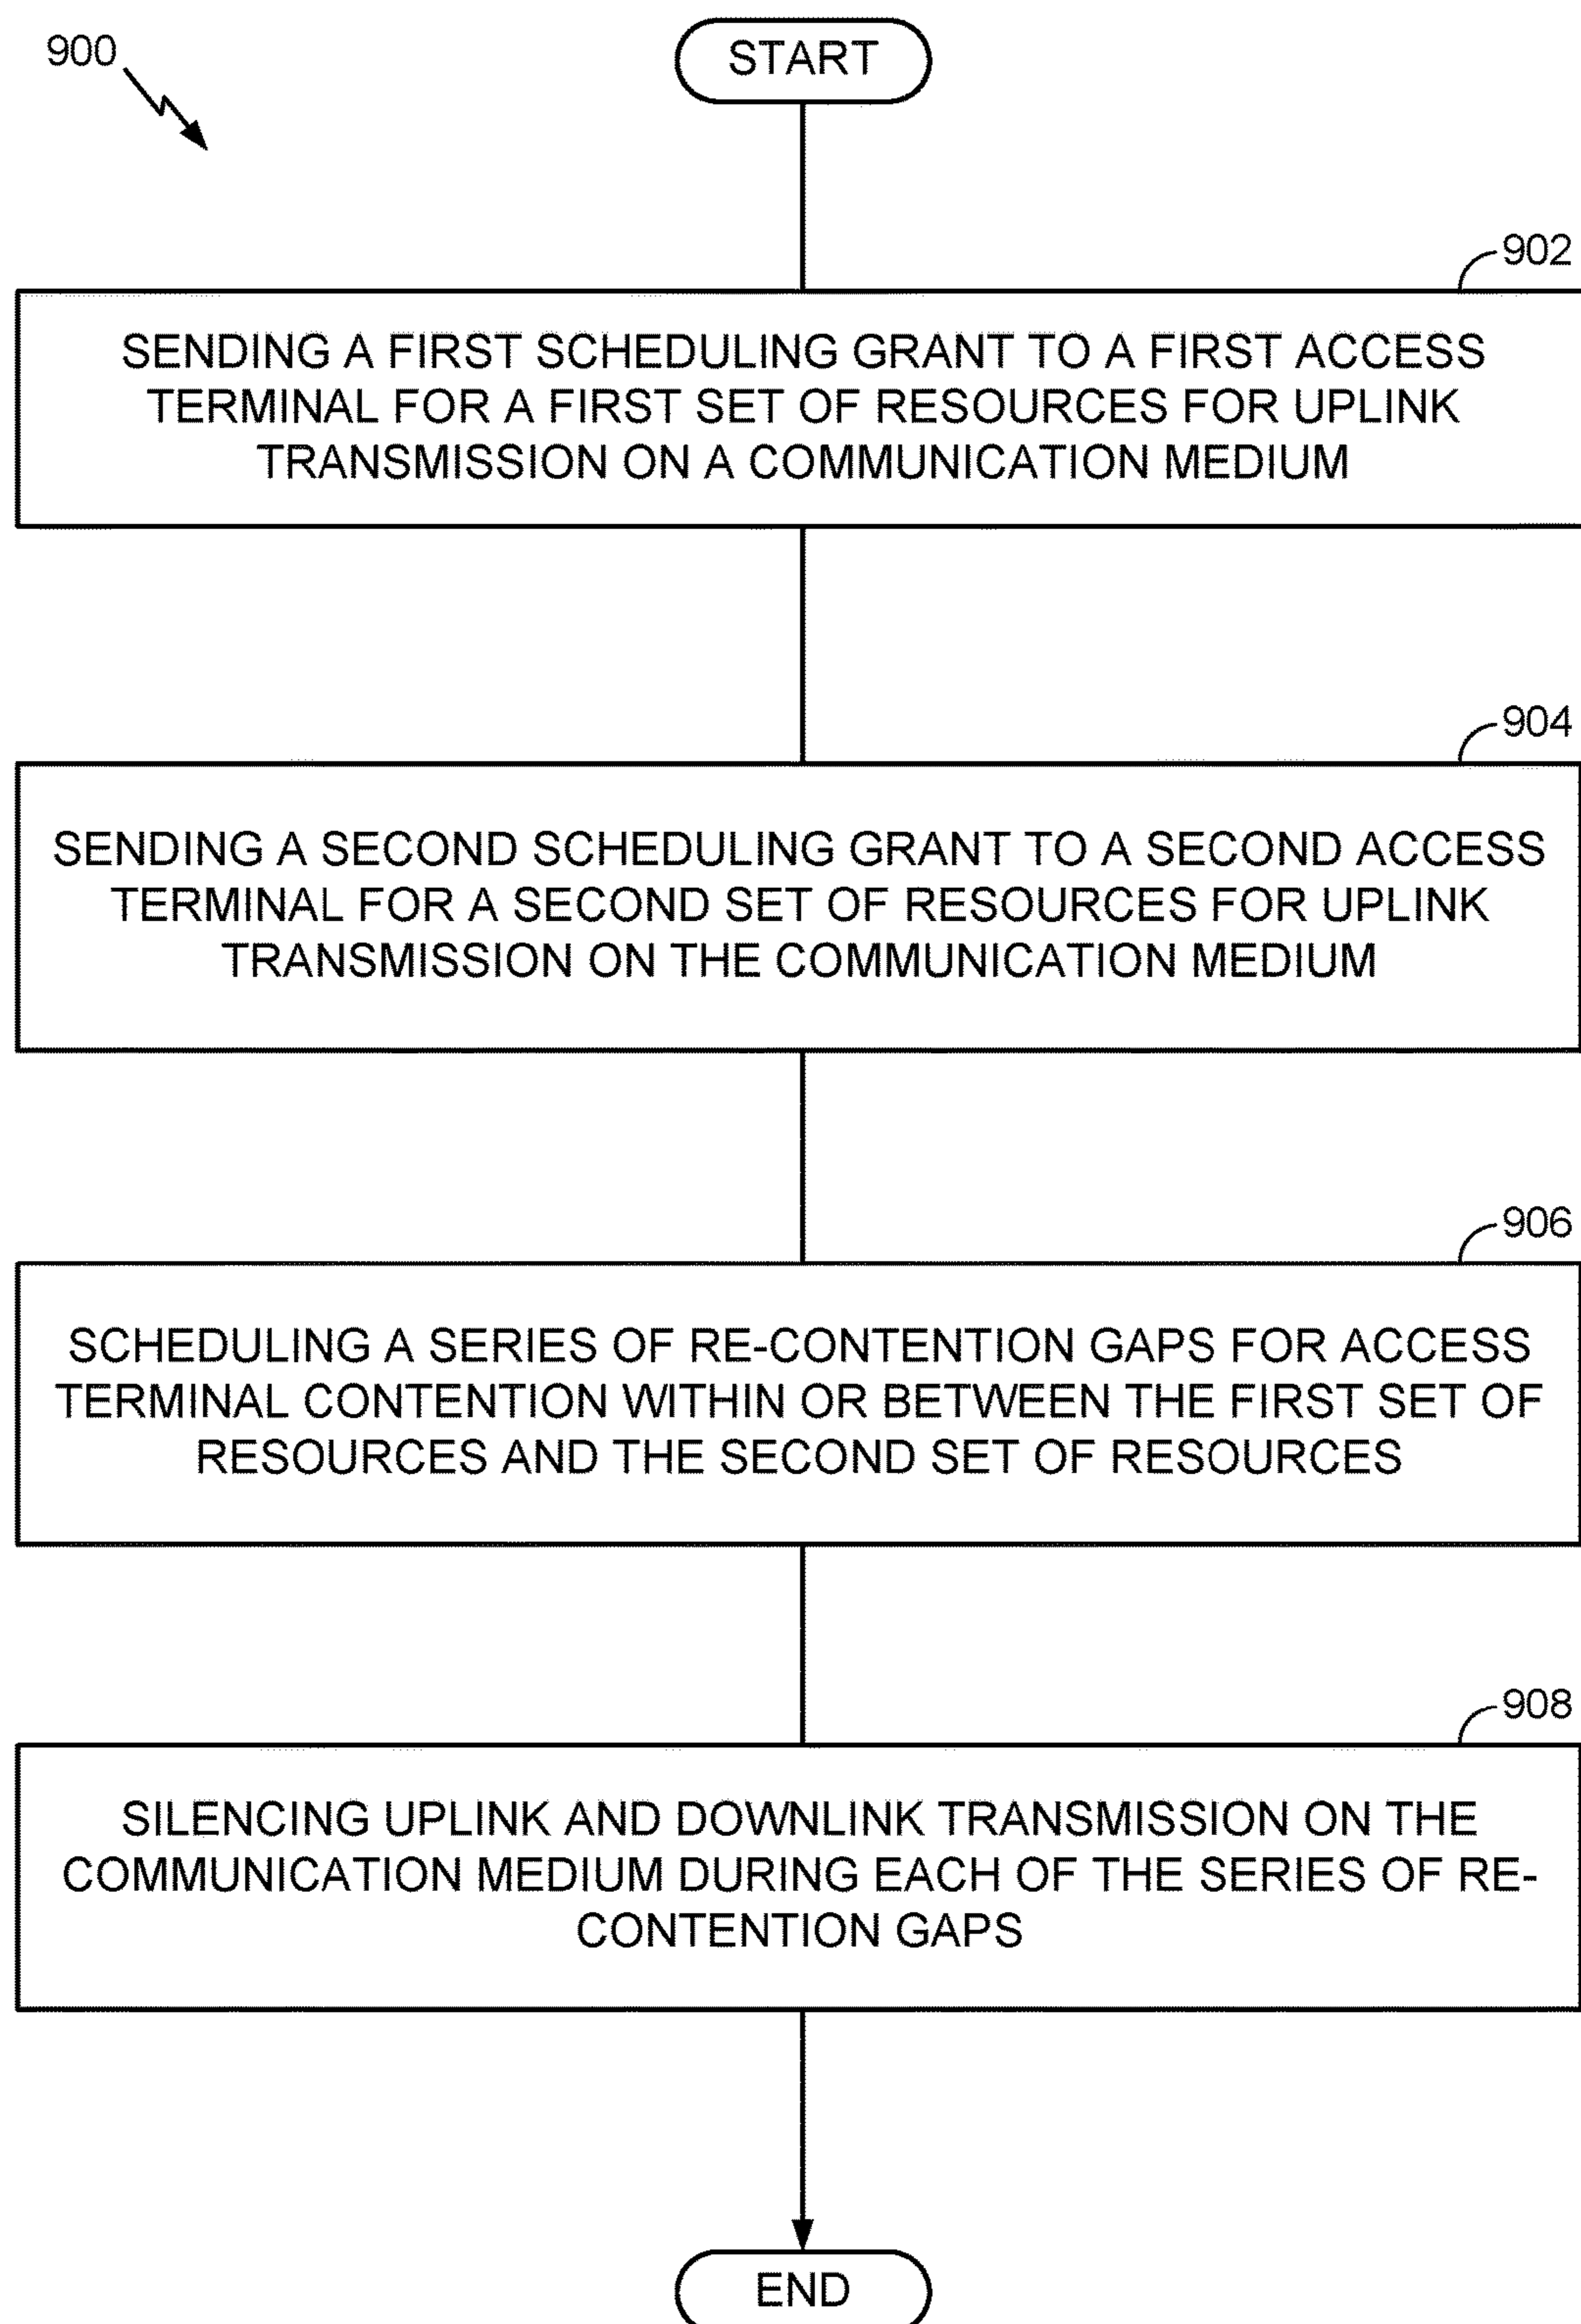 900
START
902
SENDING A FIRST SCHEDULING GRANT TO A FIRST ACCESS
TERMINAL FOR A FIRST SET OF RESOURCES FOR UPLINK
TRANSMISSION ON A COMMUNICATION MEDIUM
904
SENDING A SECOND SCHEDULING GRANT TO A SECOND ACCESS
TERMINAL FOR A SECOND SET OF RESOURCES FOR UPLINK
TRANSMISSION ON THE COMMUNICATION MEDIUM
906
SCHEDULING A SERIES OF RE-CONTENTION GAPS FOR ACCESS
TERMINAL CONTENTION WITHIN OR BETWEEN THE FIRST SET OF
RESOURCES AND THE SECOND SET OF RESOURCES
908
SILENCING UPLINK AND DOWNLINK TRANSMISSION ON THE
COMMUNICATION MEDIUM DURING EACH OF THE SERIES OF RE-
CONTENTION GAPS
END